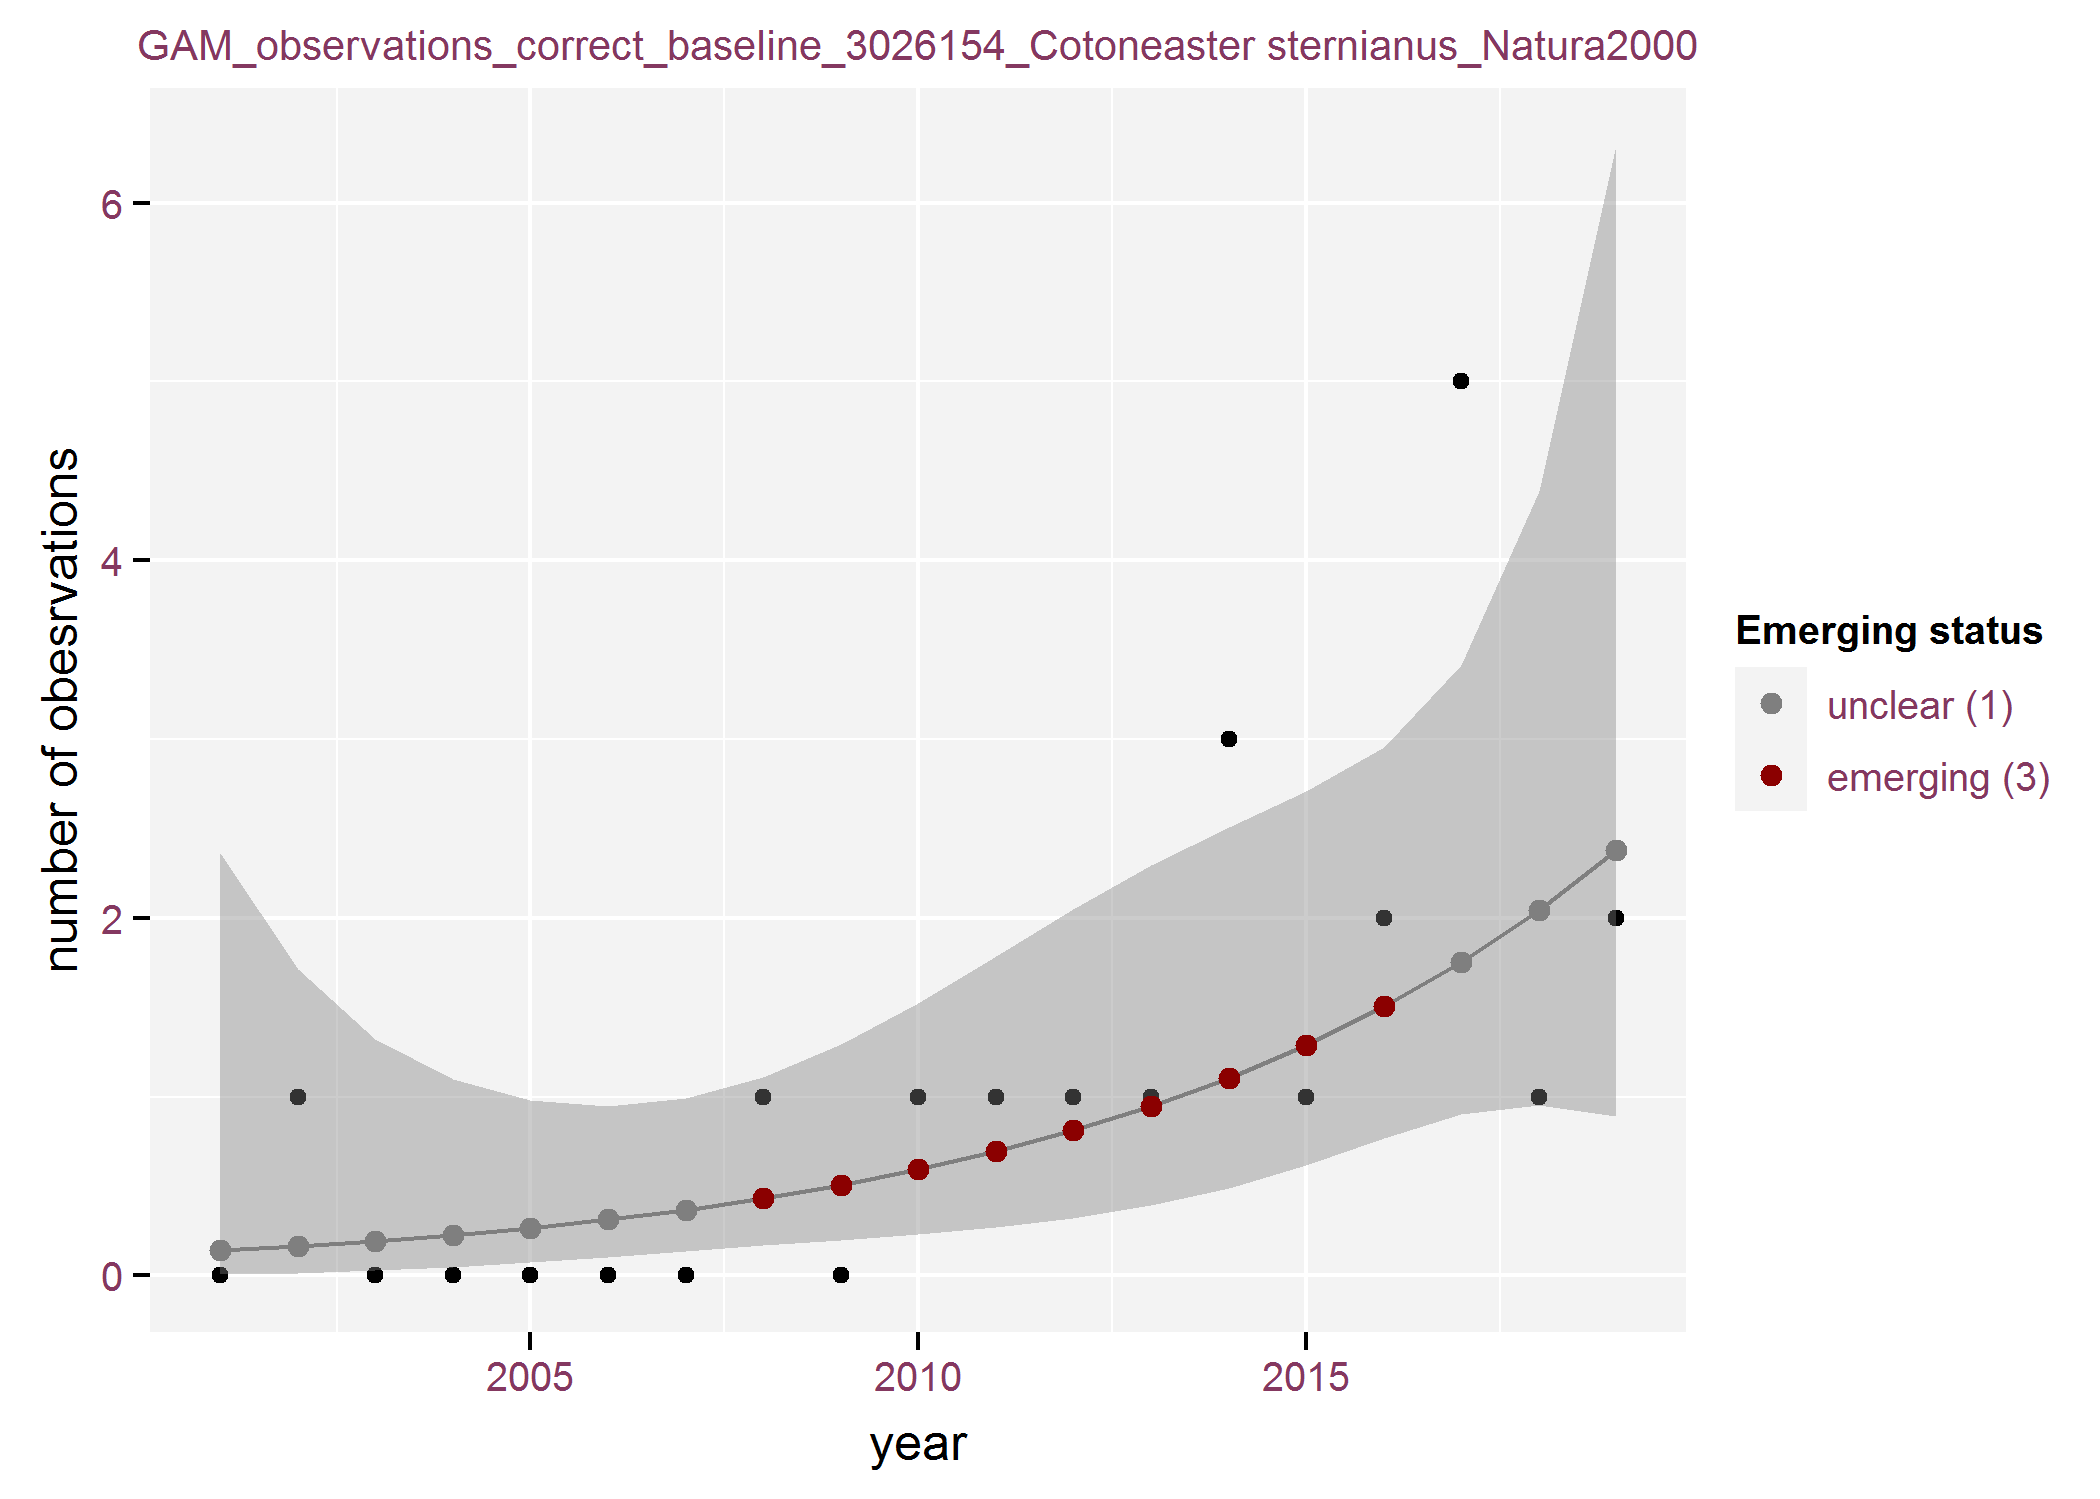 GAM_observations_correct_baseline_3026154_Cotoneaster sternianus_Natura2000
number of obesrvations
6
4
2
0
2005
2010
2015
year
Emerging status
unclear (1)
emerging (3)